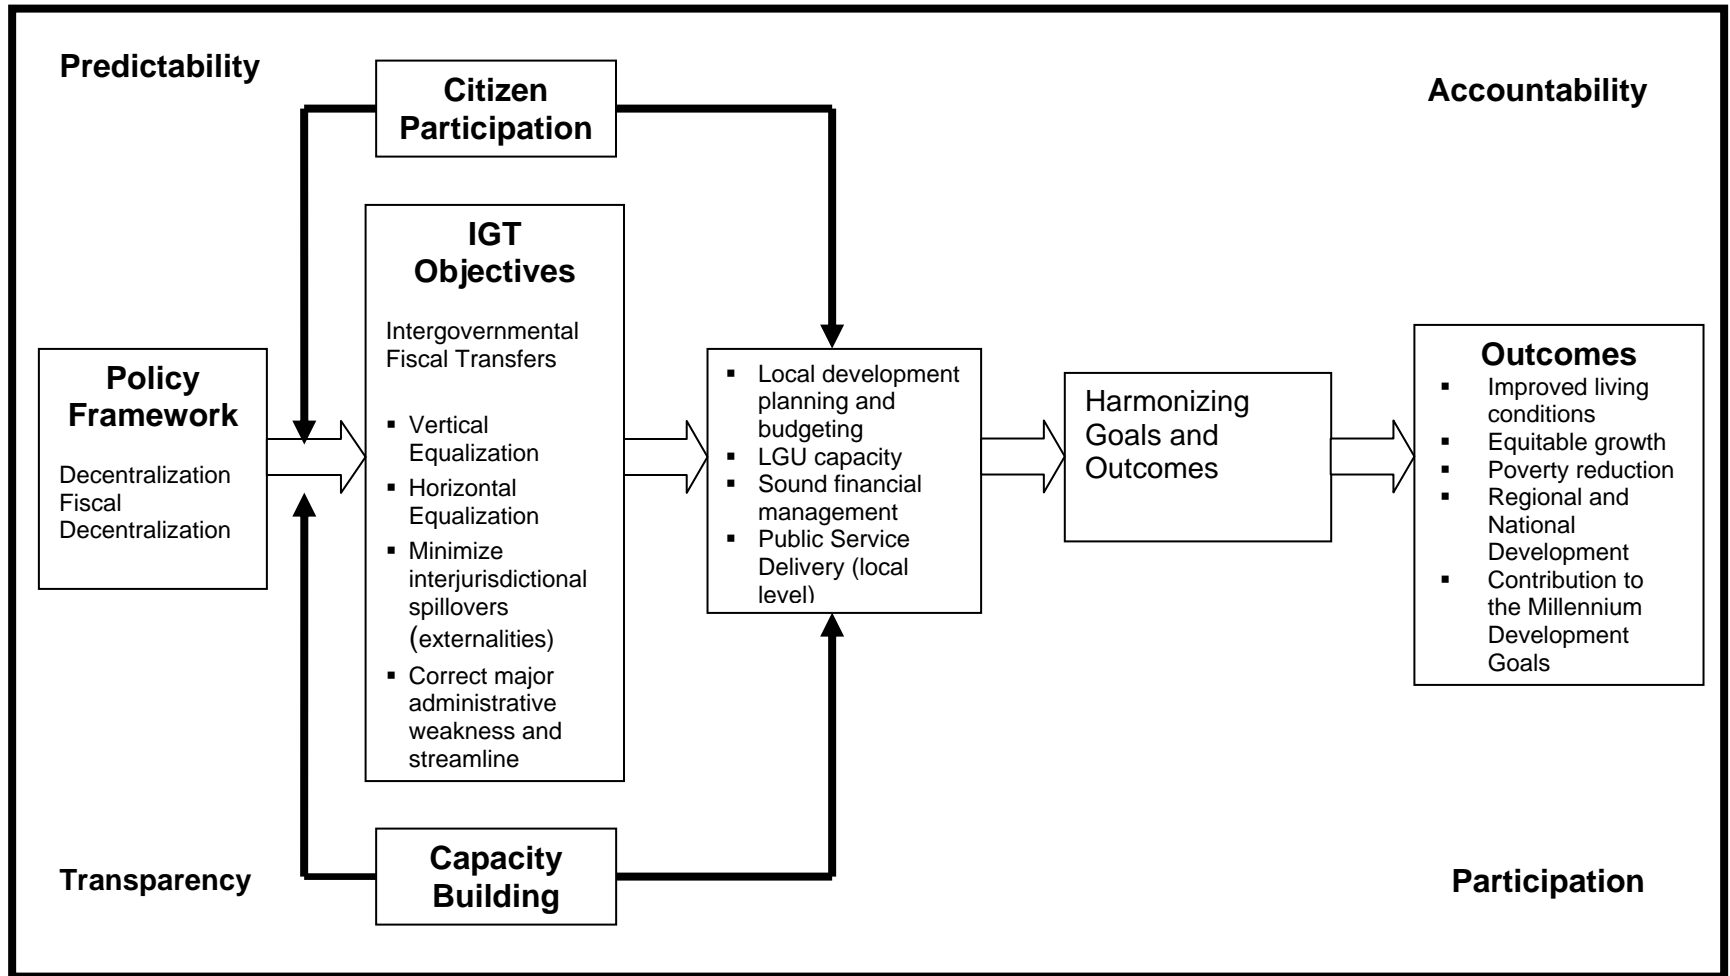 Predictability
Citizen
Participation
Accountability
IGT
Objectives
Intergovernmental
Fiscal Transfers
▪ Vertical
Equalization
▪ Horizontal
Equalization
▪ Minimize
interjurisdictional
spillovers
(externalities)
▪ Correct major
administrative
weakness and
streamline
Policy
Framework
Decentralization
Fiscal
Decentralization
▪ Local development
planning and
budgeting
▪ LGU capacity
▪ Sound financial
management
▪ Public Service
Delivery (local
level)
Harmonizing
Goals and
Outcomes
Outcomes
▪ Improved living
conditions
▪ Equitable growth
▪ Poverty reduction
▪ Regional and
National
Development
▪ Contribution to
the Millennium
Development
Goals
Transparency
Capacity
Building
Participation